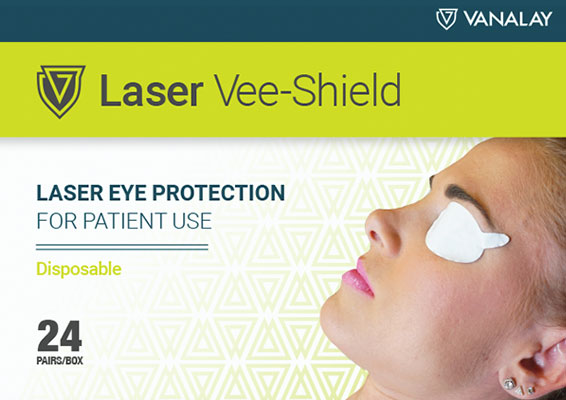 VANALAY
Laser Vee-Shield
LASER EYE PROTECTION
FOR PATIENT USE
Disposable
24
PAIRS/BOX